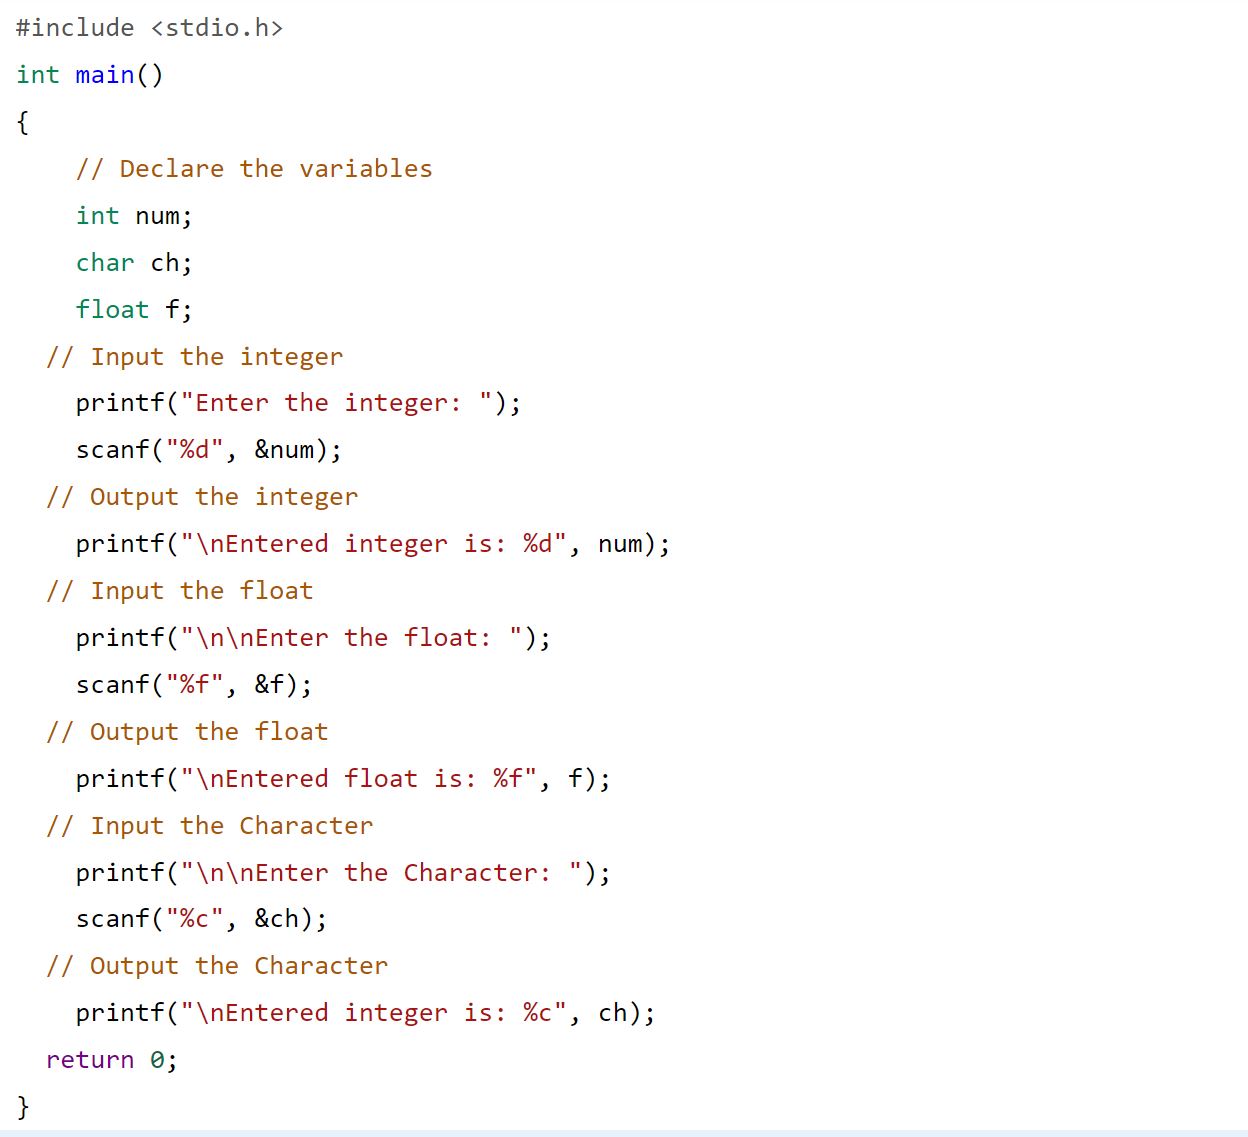 #include <stdio.h>
int main()
{
    // Declare the variables
    int num;
    char ch;
    float f;
  // Input the integer
    printf("Enter the integer: ");
    scanf("%d", &num);
  // Output the integer
    printf("\nEntered integer is: %d", num);
  // Input the float
    printf("\n\nEnter the float: ");
    scanf("%f", &f);
  // Output the float
    printf("\nEntered float is: %f", f);
  // Input the Character
    printf("\n\nEnter the Character: ");
    scanf("%c", &ch);
  // Output the Character
    printf("\nEntered integer is: %c", ch);
  return 0;
}